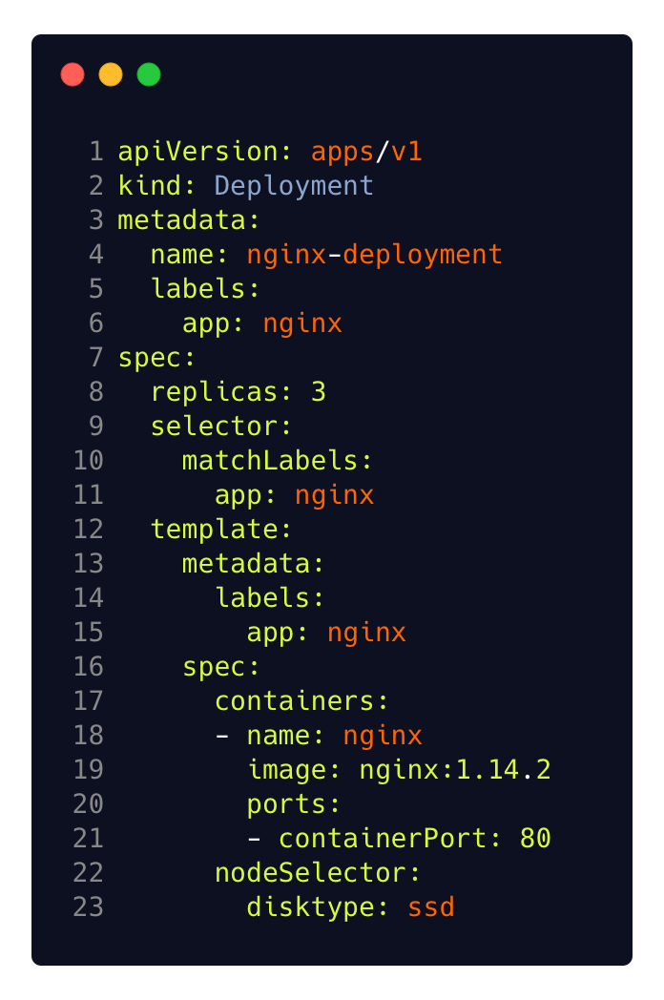 1 apiVersion: apps/v1
2 kind: Deployment
3 metadata:
4   name: nginx-deployment
5   labels:
6     app: nginx
7 spec:
8   replicas: 3
9   selector:
10     matchLabels:
11       app: nginx
12   template:
13     metadata:
14       labels:
15         app: nginx
16     spec:
17       containers:
18       - name: nginx
19         image: nginx:1.14.2
20         ports:
21         - containerPort: 80
22       nodeSelector:
23         disktype: ssd